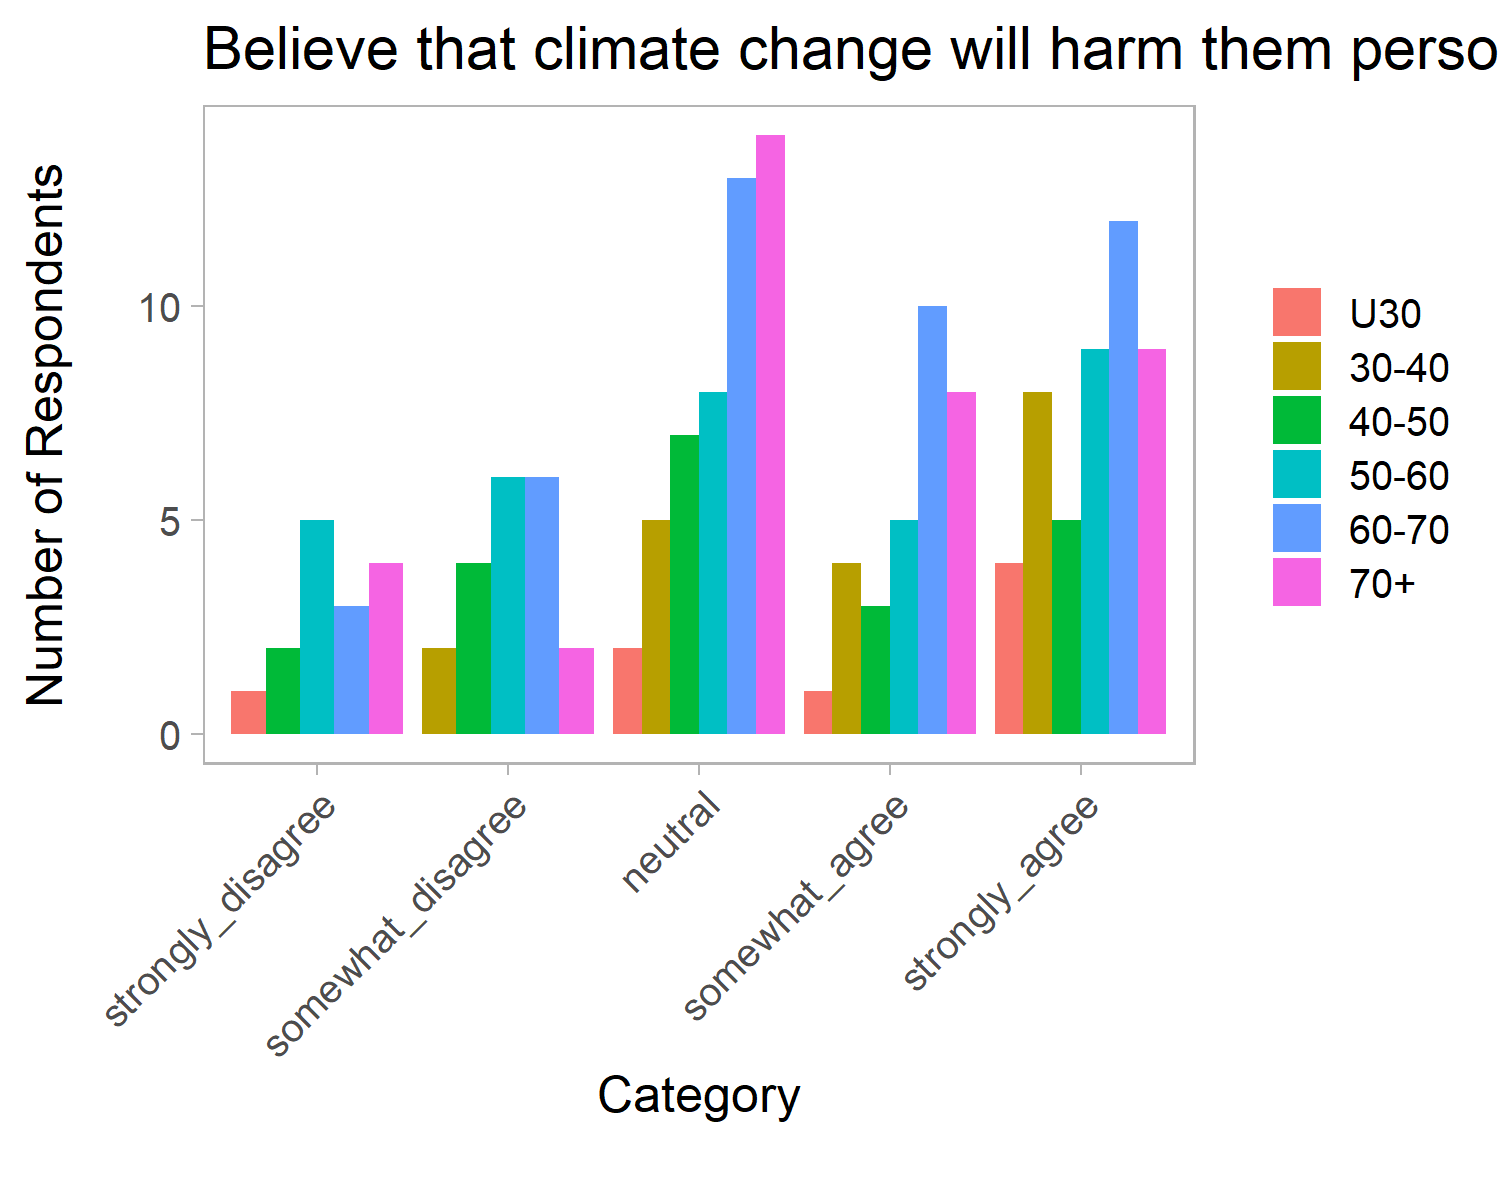 Believe that climate change will harm them perso
Number of Respondents
10
5
0
strongly_disagree
somewhat_disagree
neutral
somewhat_agree
strongly_agree
Category
U30
30-40
40-50
50-60
60-70
70+